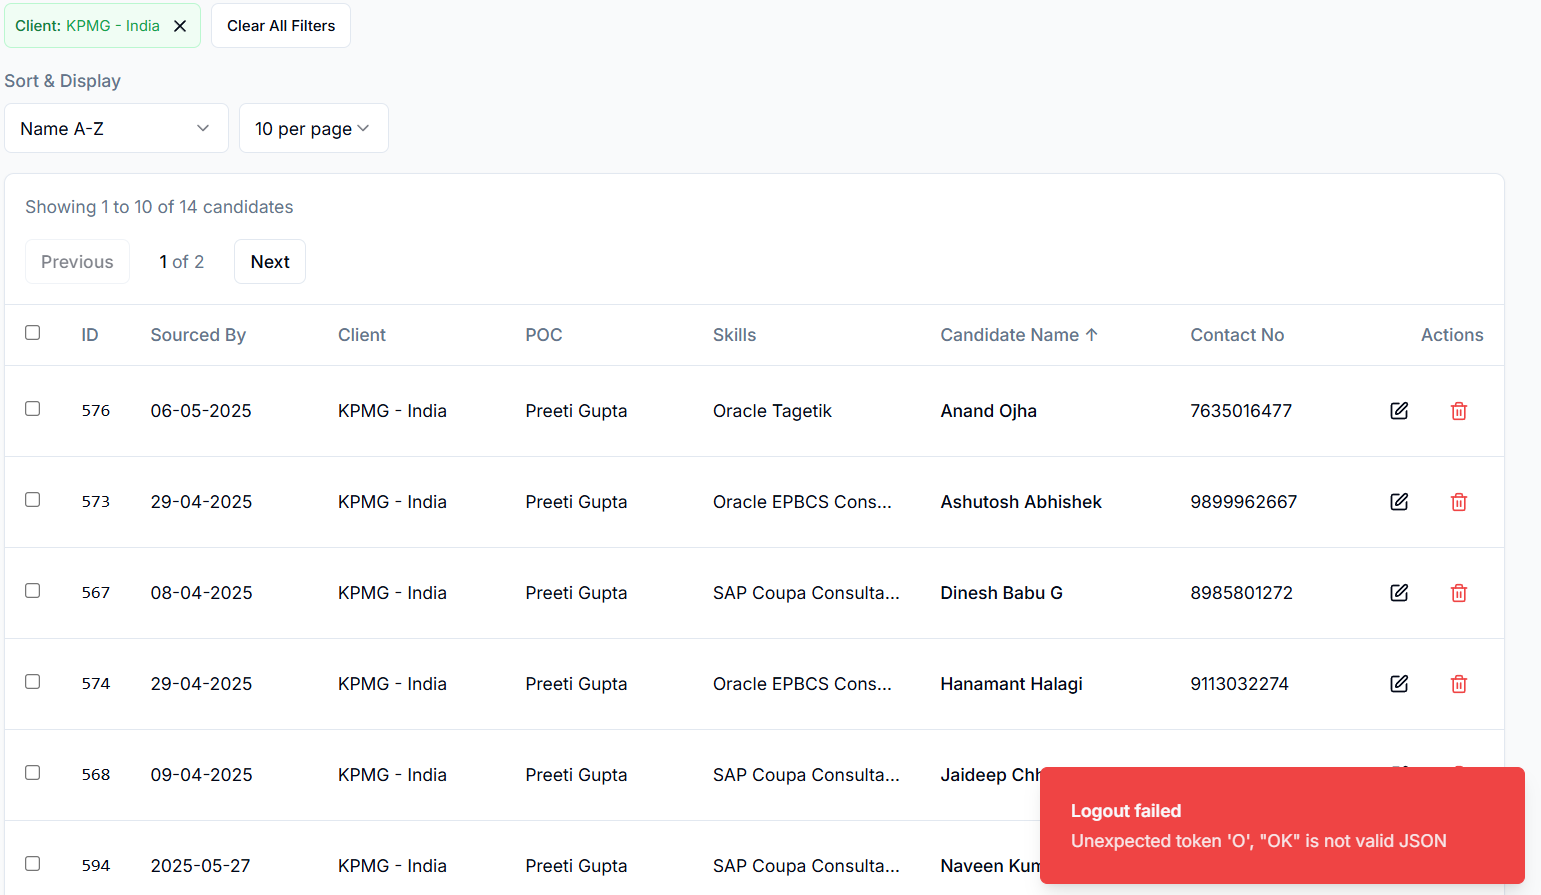 Client: KPMG - India
Clear All Filters
Sort & Display
Name A-Z
10 per page
Showing 1 to 10 of 14 candidates
Previous 1 of 2 Next
ID Sourced By Client POC Skills Candidate Name ↑ Contact No Actions
576 06-05-2025 KPMG - India Preeti Gupta Oracle Tagetik Anand Ojha 7635016477
573 29-04-2025 KPMG - India Preeti Gupta Oracle EPBCS Cons... Ashutosh Abhishek 9899962667
567 08-04-2025 KPMG - India Preeti Gupta SAP Coupa Consulta... Dinesh Babu G 8985801272
574 29-04-2025 KPMG - India Preeti Gupta Oracle EPBCS Cons... Hanamant Halagi 9113032274
568 09-04-2025 KPMG - India Preeti Gupta SAP Coupa Consulta... Jaideep
594 2025-05-27 KPMG - India Preeti Gupta SAP Coupa Consulta... Naveen
Logout failed
Unexpected token 'O', "OK" is not valid JSON